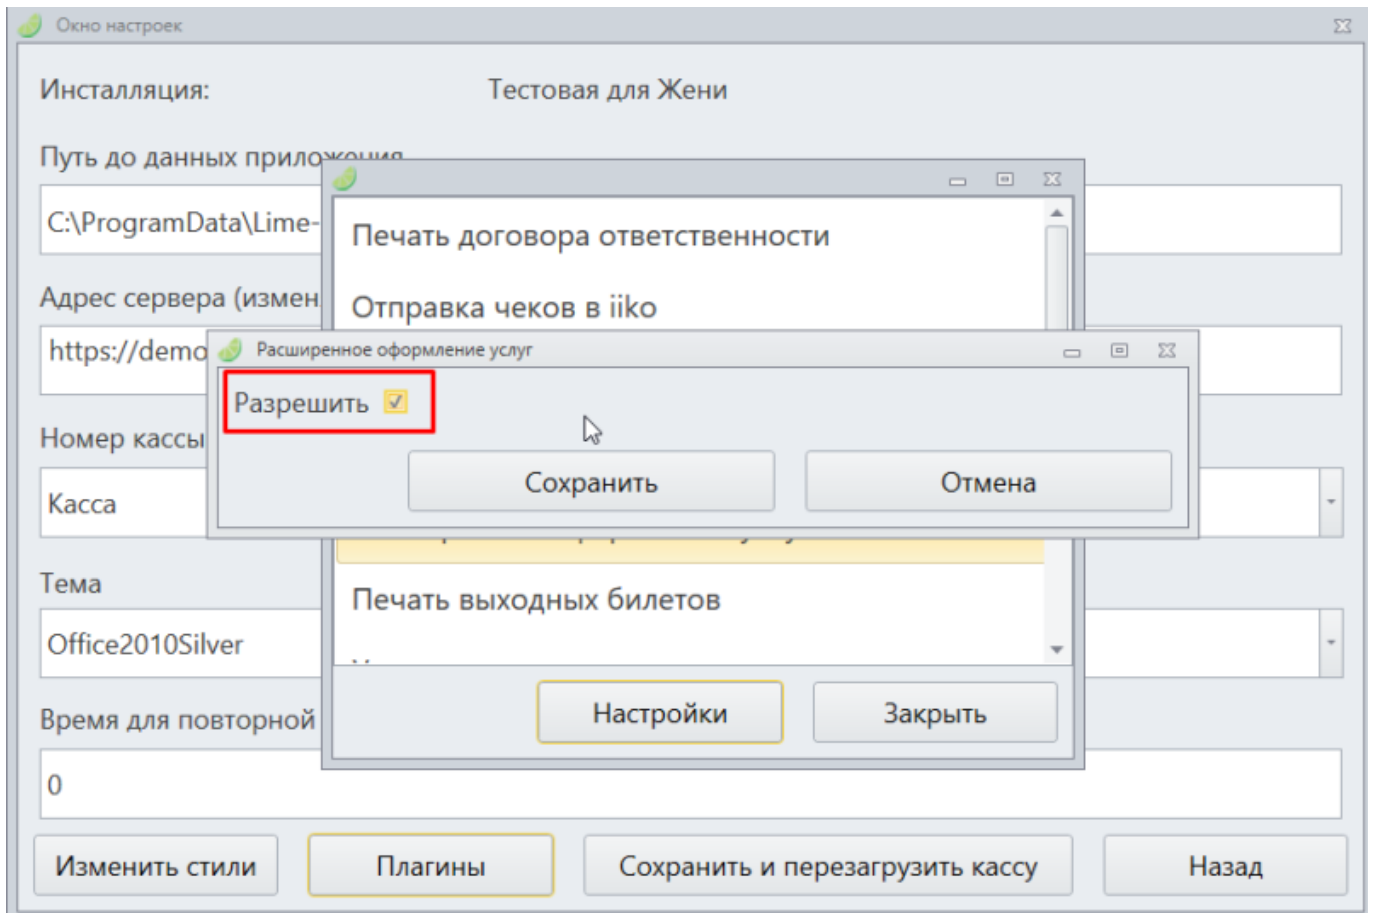 Окно настроек
Инсталляция: Тестовая для Жени
Путь до данных приложения
C:\ProgramData\Lime-
Печать договора ответственности
Адрес сервера (измен
Отправка чеков в iiko
https://demo
Расширенное оформление услуг
Разрешить
Номер кассы
Сохранить Отмена
Касса
Тема
Печать выходных билетов
Office2010Silver
Время для повторной
Настройки Закрыть
0
Изменить стили Плагины Сохранить и перезагрузить кассу Назад